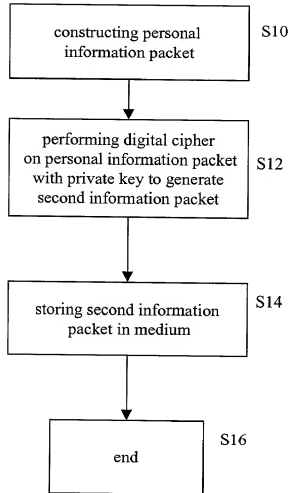 constructing personal
information packet
S10
performing digital cipher
on personal information packet
with private key to generate
second information packet
S12
storing second information
packet in medium
S14
end
S16